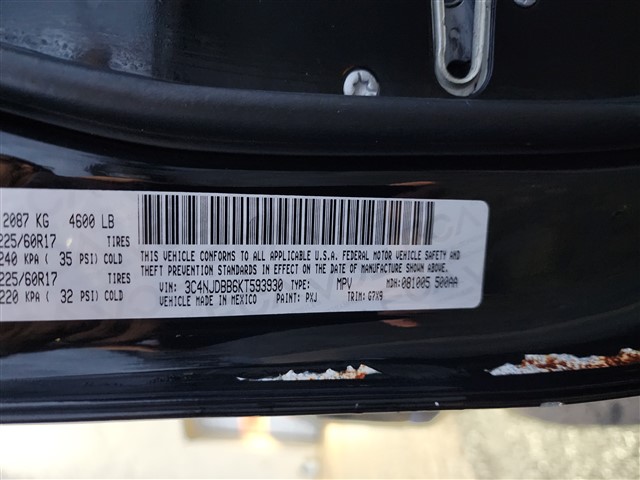 2087 KG 4600 LB
225/60R17 TIRES
240 KPA ( 35 PSI) COLD
225/60R17 TIRES
220 KPA ( 32 PSI) COLD
THIS VEHICLE CONFORMS TO ALL APPLICABLE U.S.A. FEDERAL MOTOR VEHICLE SAFETY/
THEFT PREVENTION STANDARDS IN EFFECT ON THE DATE OF MANUFACTURE SHOWN ABOVE.
VIN: 3C4NJDBB6KT593930 TYPE: MPV MDH: 081005 500AA
MADE IN MEXICO PAINT: PXJ TRIM: G7X9